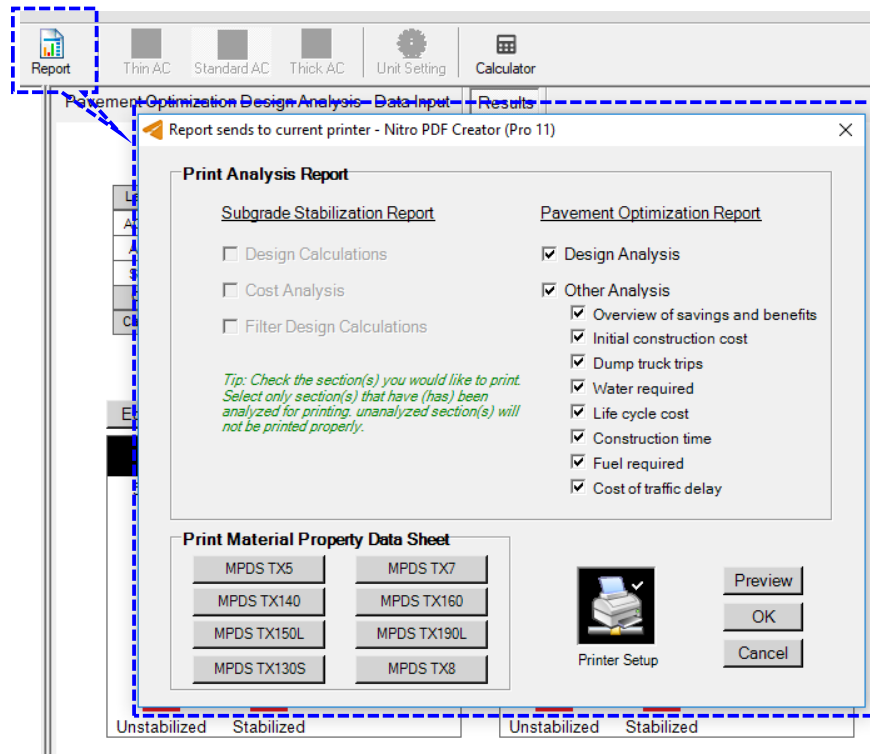 Report
Thin AC
Standard AC
Thick AC
Unit Setting
Calculator
Pavement Optimization Design Analysis - Data Input
Results
Report sends to current printer - Nitro PDF Creator (Pro 11)
Print Analysis Report
Subgrade Stabilization Report
Design Calculations
Cost Analysis
Filter Design Calculations
Tip: Check the section(s) you would like to print.
Select only section(s) that have (has) been
analyzed for printing. unanalyzed section(s) will
not be printed properly.
Pavement Optimization Report
Design Analysis
Other Analysis
Overview of savings and benefits
Initial construction cost
Dump truck trips
Water required
Life cycle cost
Construction time
Fuel required
Cost of traffic delay
Print Material Property Data Sheet
MPDS TX5
MPDS TX7
MPDS TX140
MPDS TX160
MPDS TX150L
MPDS TX190L
MPDS TX130S
MPDS TX8
Printer Setup
Preview
OK
Cancel
Unstabilized
Stabilized
Unstabilized
Stabilized